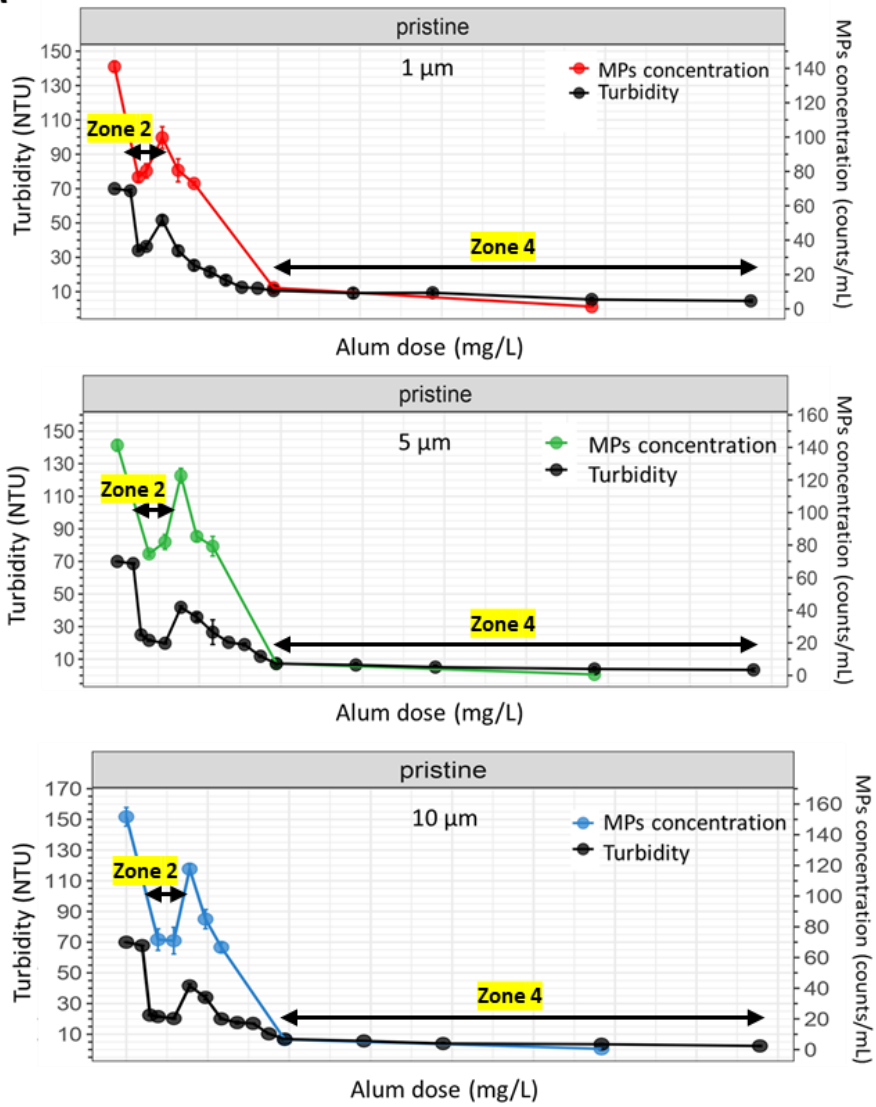 pristine
1 µm
MPs concentration
Turbidity
Zone 2
Zone 4
150
130
110
90
70
50
30
10
140
120
100
80
60
40
20
0
Turbidity (NTU)
MPs concentration (counts/mL)
Alum dose (mg/L)
pristine
5 µm
MPs concentration
Turbidity
Zone 2
Zone 4
150
130
110
90
70
50
30
10
160
140
120
100
80
60
40
20
0
Turbidity (NTU)
MPs concentration (counts/mL)
Alum dose (mg/L)
pristine
10 µm
MPs concentration
Turbidity
Zone 2
Zone 4
170
150
130
110
90
70
50
30
10
160
140
120
100
80
60
40
20
0
Turbidity (NTU)
MPs concentration (counts/mL)
Alum dose (mg/L)